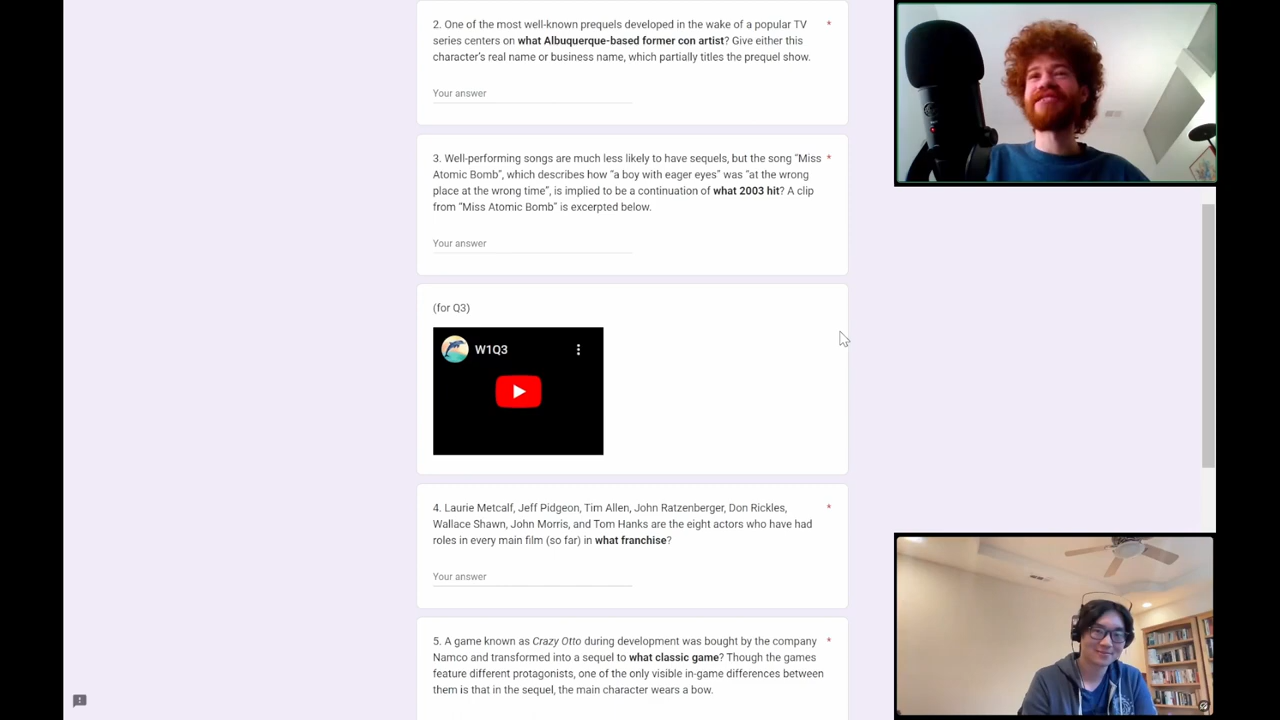 2. One of the most well-known prequels developed in the wake of a popular TV *
series centers on what Albuquerque-based former con artist? Give either this
character's real name or business name, which partially titles the prequel show.
Your answer
3. Well-performing songs are much less likely to have sequels, but the song “Miss *
Atomic Bomb”, which describes how “a boy with eager eyes” was “at the wrong
place at the wrong time”, is implied to be a continuation of what 2003 hit? A clip
from “Miss Atomic Bomb” is excerpted below.
Your answer
(for Q3)
W1Q3
4. Laurie Metcalf, Jeff Pidgeon, Tim Allen, John Ratzenberger, Don Rickles, *
Wallace Shawn, John Morris, and Tom Hanks are the eight actors who have had
roles in every main film (so far) in what franchise?
Your answer
5. A game known as Crazy Otto during development was bought by the company *
Namco and transformed into a sequel to what classic game? Though the games
feature different protagonists, one of the only visible in-game differences between
them is that in the sequel, the main character wears a bow.